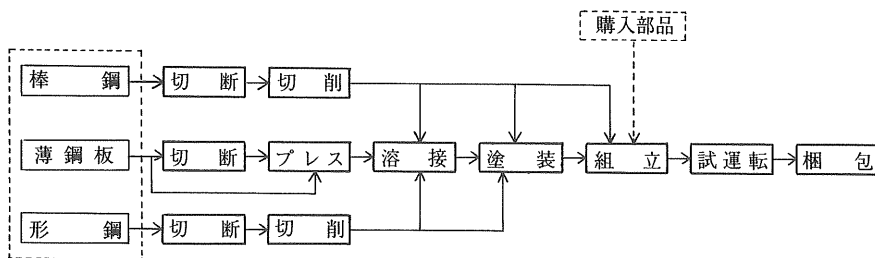 購入部品
棒鋼 切断 切削
薄鋼板 切断 プレス 溶接 塗装 組立 試運転 梱包
形鋼 切断 切削